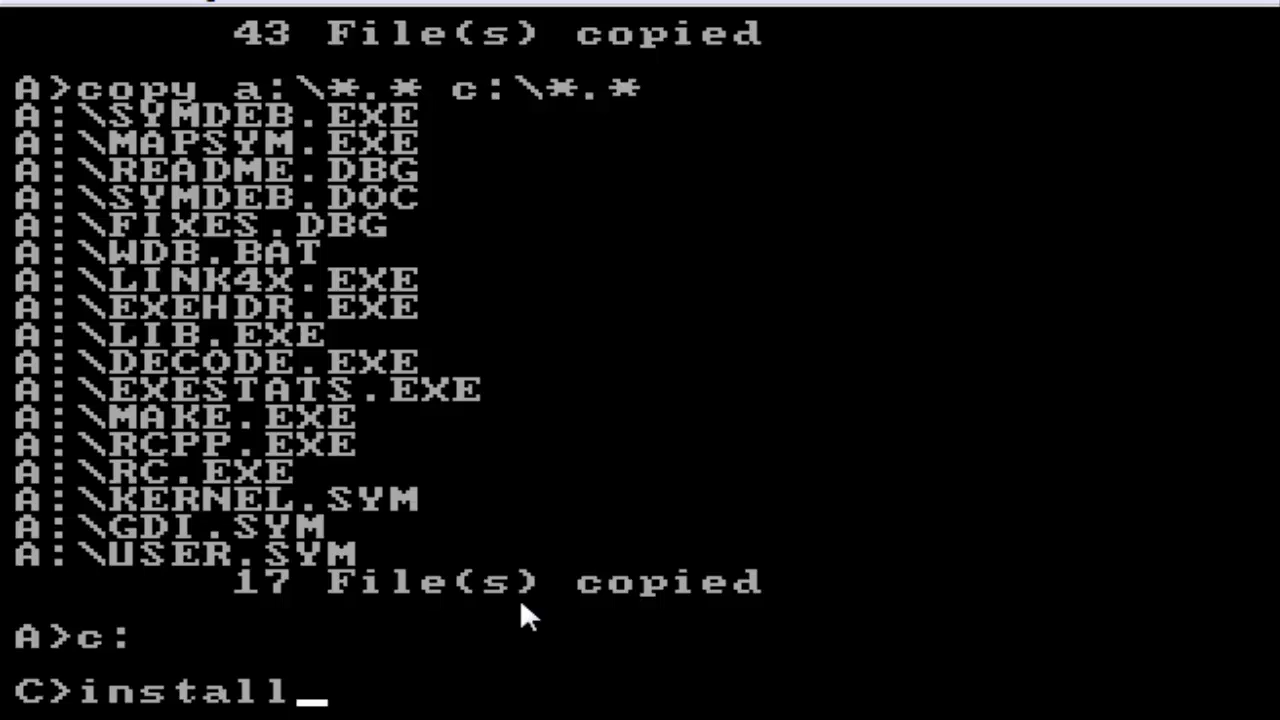 43 File(s) copied
A>copy a:\*.* c:\*.*
A:\SYMDEB.EXE
A:\MAPSYM.EXE
A:\README.DBG
A:\SYMDEB.DOC
A:\FIXES.DBG
A:\WDB.BAT
A:\LINK4X.EXE
A:\EXEHDR.EXE
A:\LIB.EXE
A:\DECODE.EXE
A:\EXESTATS.EXE
A:\MAKE.EXE
A:\RCPP.EXE
A:\RC.EXE
A:\KERNEL.SYM
A:\GDI.SYM
A:\USER.SYM
17 File(s) copied
A>c:
C>install_